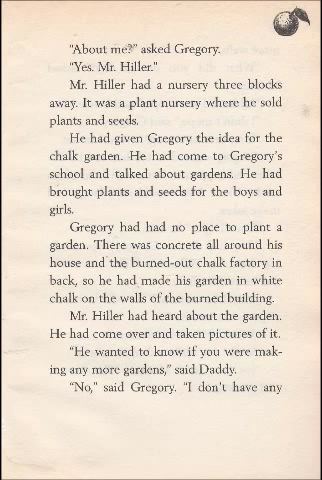 "About me?" asked Gregory.
"Yes. Mr. Hiller."
Mr. Hiller had a nursery three blocks
away. It was a plant nursery where he sold
plants and seeds.
He had given Gregory the idea for the
chalk garden. He had come to Gregory's
school and talked about gardens. He had
brought plants and seeds for the boys and
girls.
Gregory had had no place to plant a
garden. There was concrete all around his
house and the burned-out chalk factory in
back, so he had made his garden in white
chalk on the walls of the burned building.
Mr. Hiller had heard about the garden.
He had come over and taken pictures of it.
"He wanted to know if you were mak-
ing any more gardens," said Daddy.
"No," said Gregory. "I don't have any